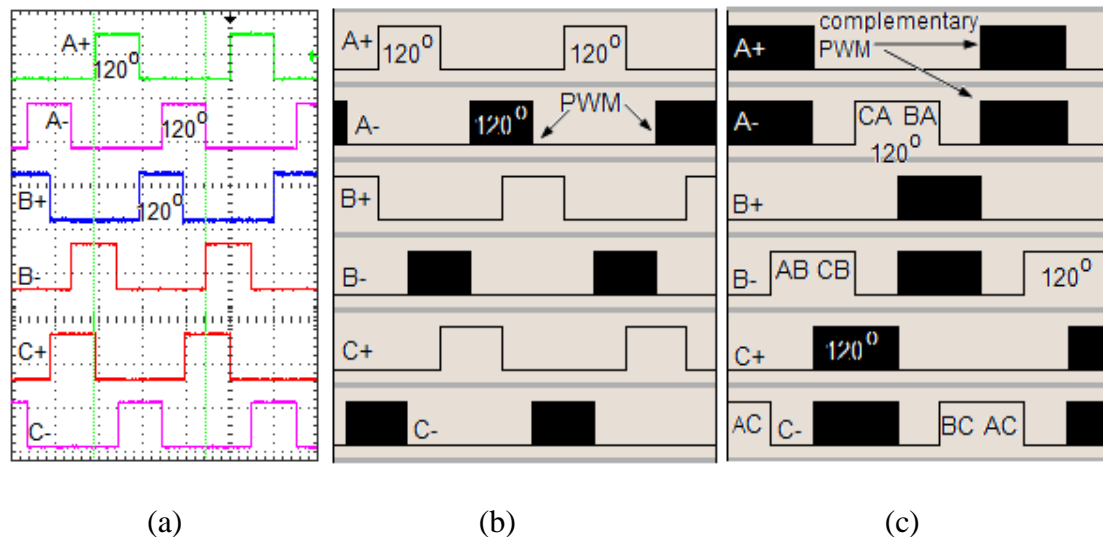 A+
120°
A-
120°
B+
120°
B-
C+
C-
(a)
A+
120°
120°
A-
120°
PWM
B+
B-
C+
C-
(b)
complementary
A+
PWM
A-
CA BA
120°
B+
B-
AB CB
120°
C+
120°
AC
C-
BC AC
(c)